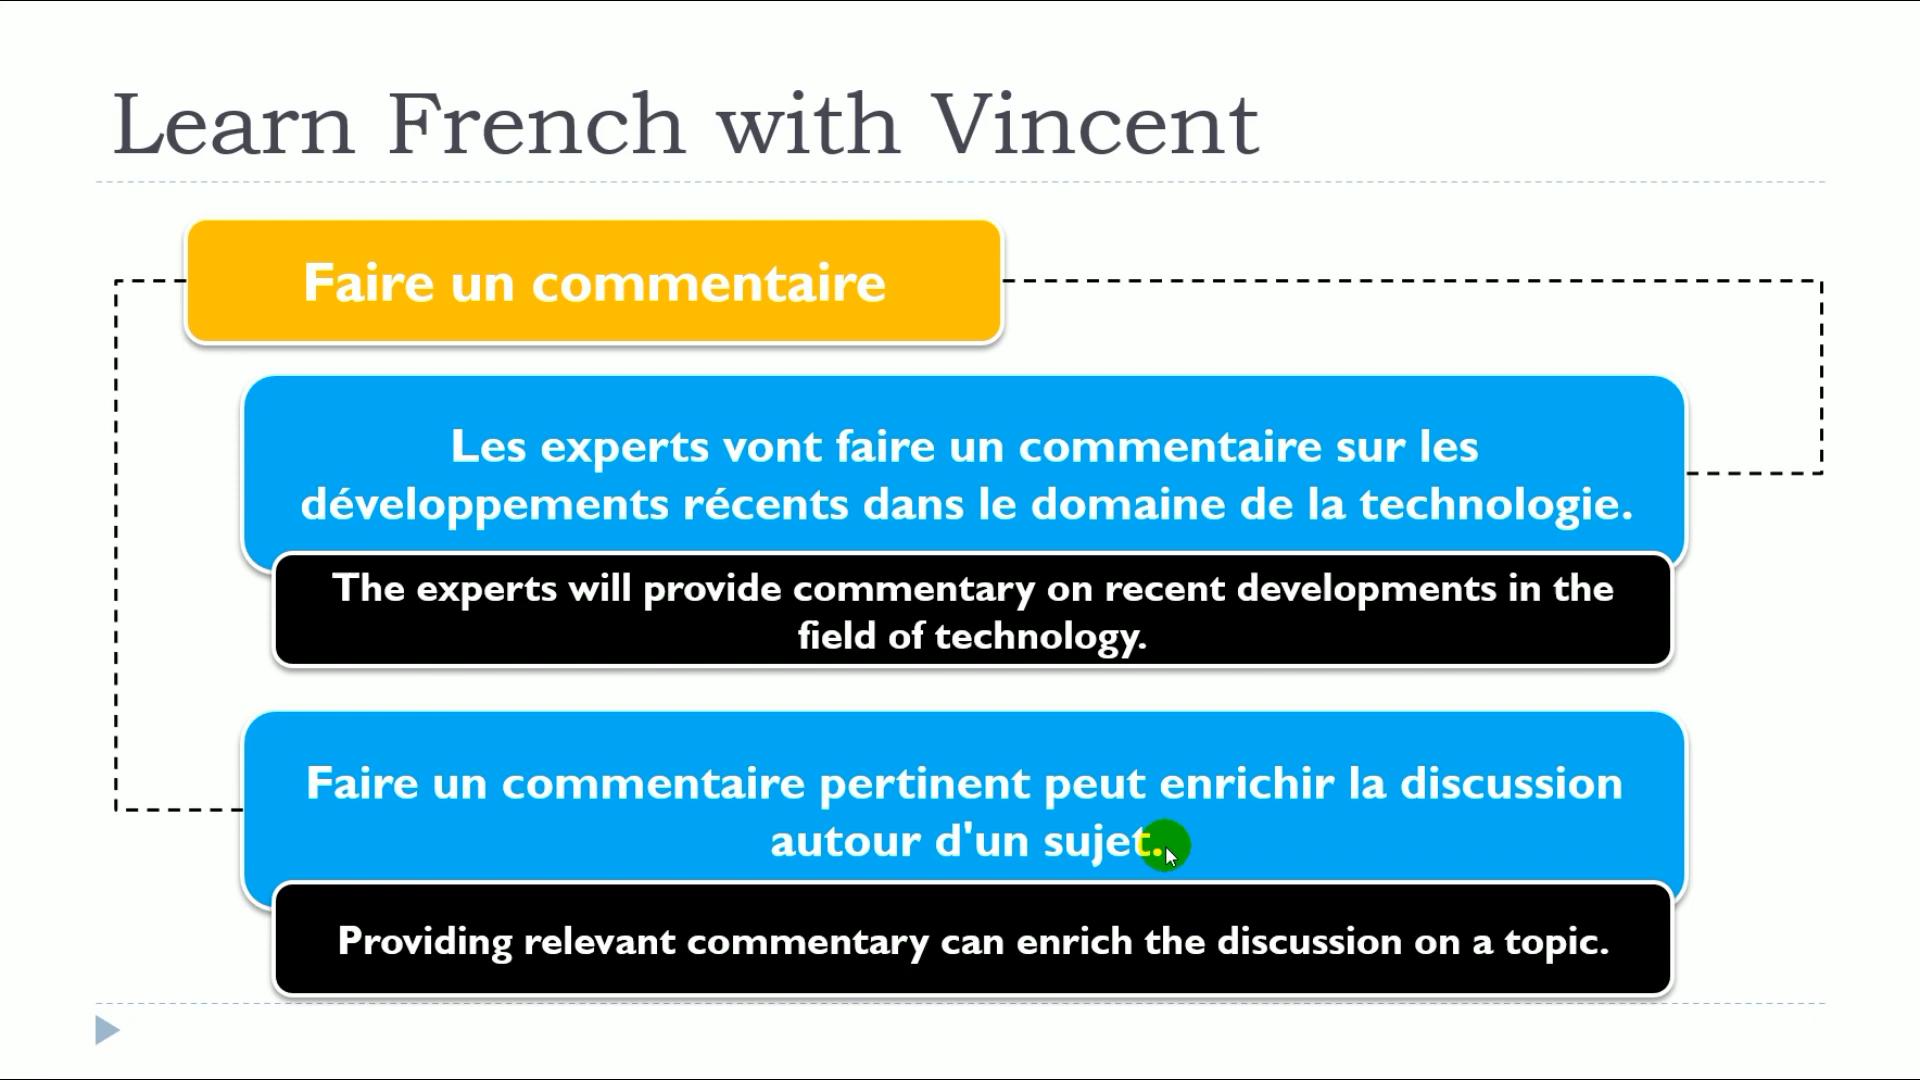 Learn French with Vincent
Faire un commentaire
Les experts vont faire un commentaire sur les
développements récents dans le domaine de la technologie.
The experts will provide commentary on recent developments in the
field of technology.
Faire un commentaire pertinent peut enrichir la discussion
autour d'un sujet.
Providing relevant commentary can enrich the discussion on a topic.